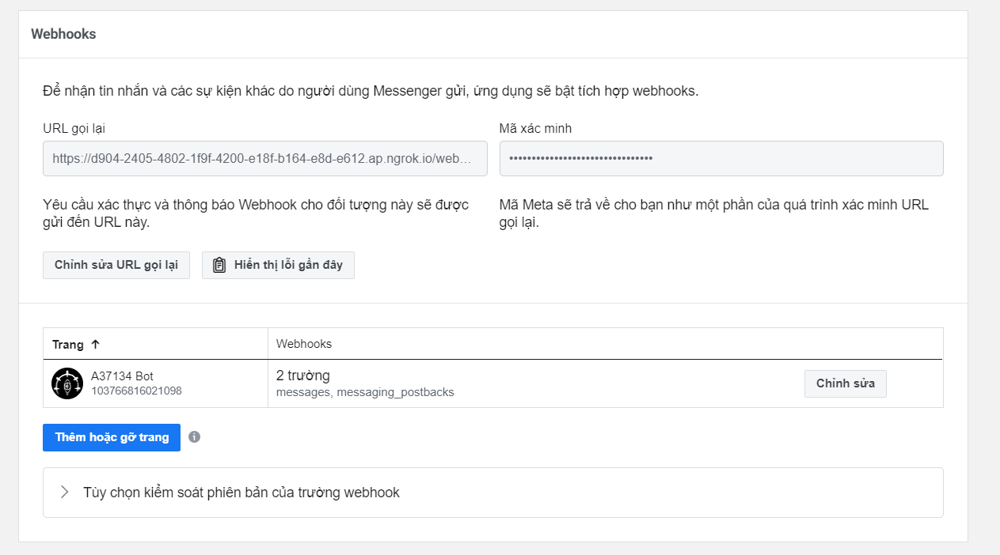 Webhooks
Để nhận tin nhắn và các sự kiện khác do người dùng Messenger gửi, ứng dụng sẽ bật tích hợp webhooks.
URL gọi lại
Mã xác minh
https://d904-2405-4802-1f9f-4200-e18f-b164-e8d-e612.ap.ngrok.io/web...
••••••••••••••••••••••••••••••••
Yêu cầu xác thực và thông báo Webhook cho đối tượng này sẽ được
gửi đến URL này.
Mã Meta sẽ trả về cho bạn như một phần của quá trình xác minh URL
gọi lại.
Chỉnh sửa URL gọi lại
Hiển thị lỗi gần đây
Trang ↑
Webhooks
A37134 Bot
103766816021098
2 trường
messages, messaging_postbacks
Chỉnh sửa
Thêm hoặc gỡ trang
Tùy chọn kiểm soát phiên bản của trường webhook